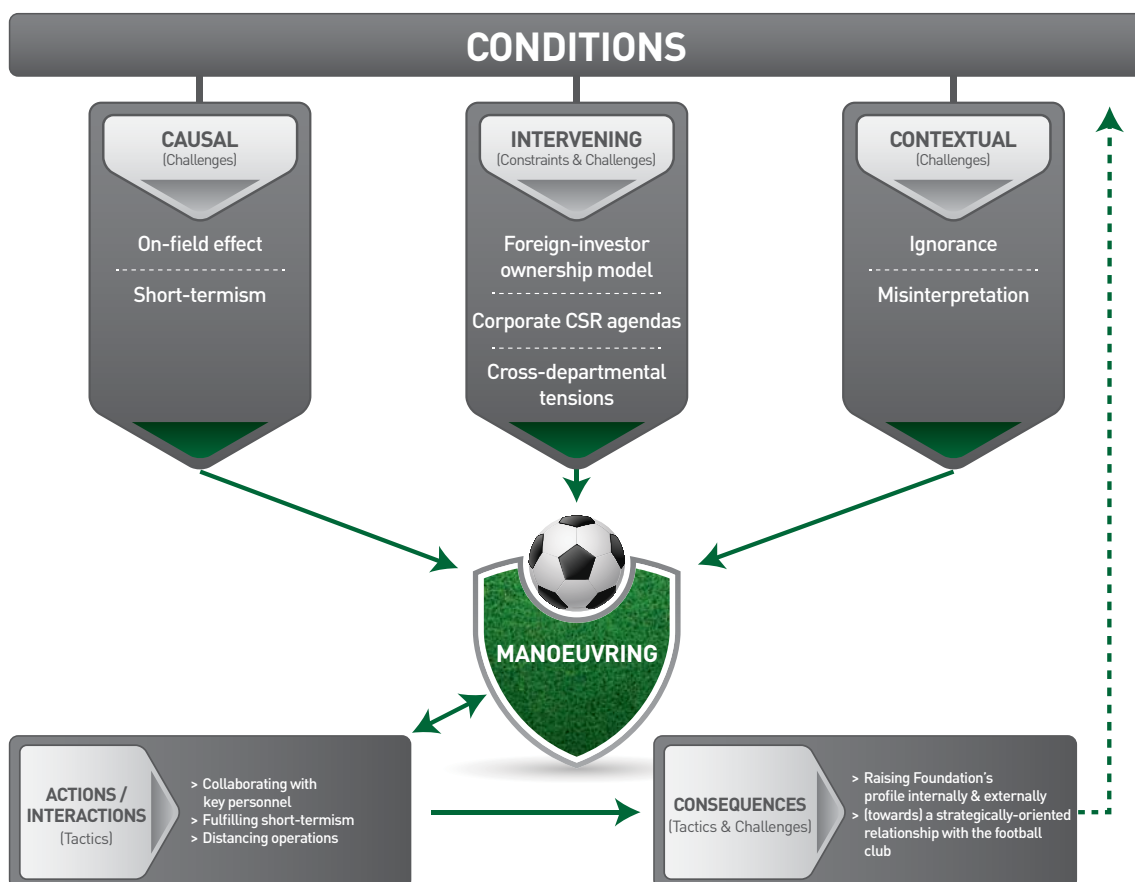 CONDITIONS
CAUSAL
(Challenges)
On-field effect
Short-termism
INTERVENING
(Constraints & Challenges)
Foreign-investor
ownership model
Corporate CSR agendas
Cross-departmental
tensions
CONTEXTUAL
(Challenges)
Ignorance
Misinterpretation
MANOEUVRING
ACTIONS /
INTERACTIONS
(Tactics)
> Collaborating with
key personnel
> Fulfilling short-termism
> Distancing operations
CONSEQUENCES
(Tactics & Challenges)
> Raising Foundation's
profile internally & externally
> (towards) a strategically-oriented
relationship with the football
club